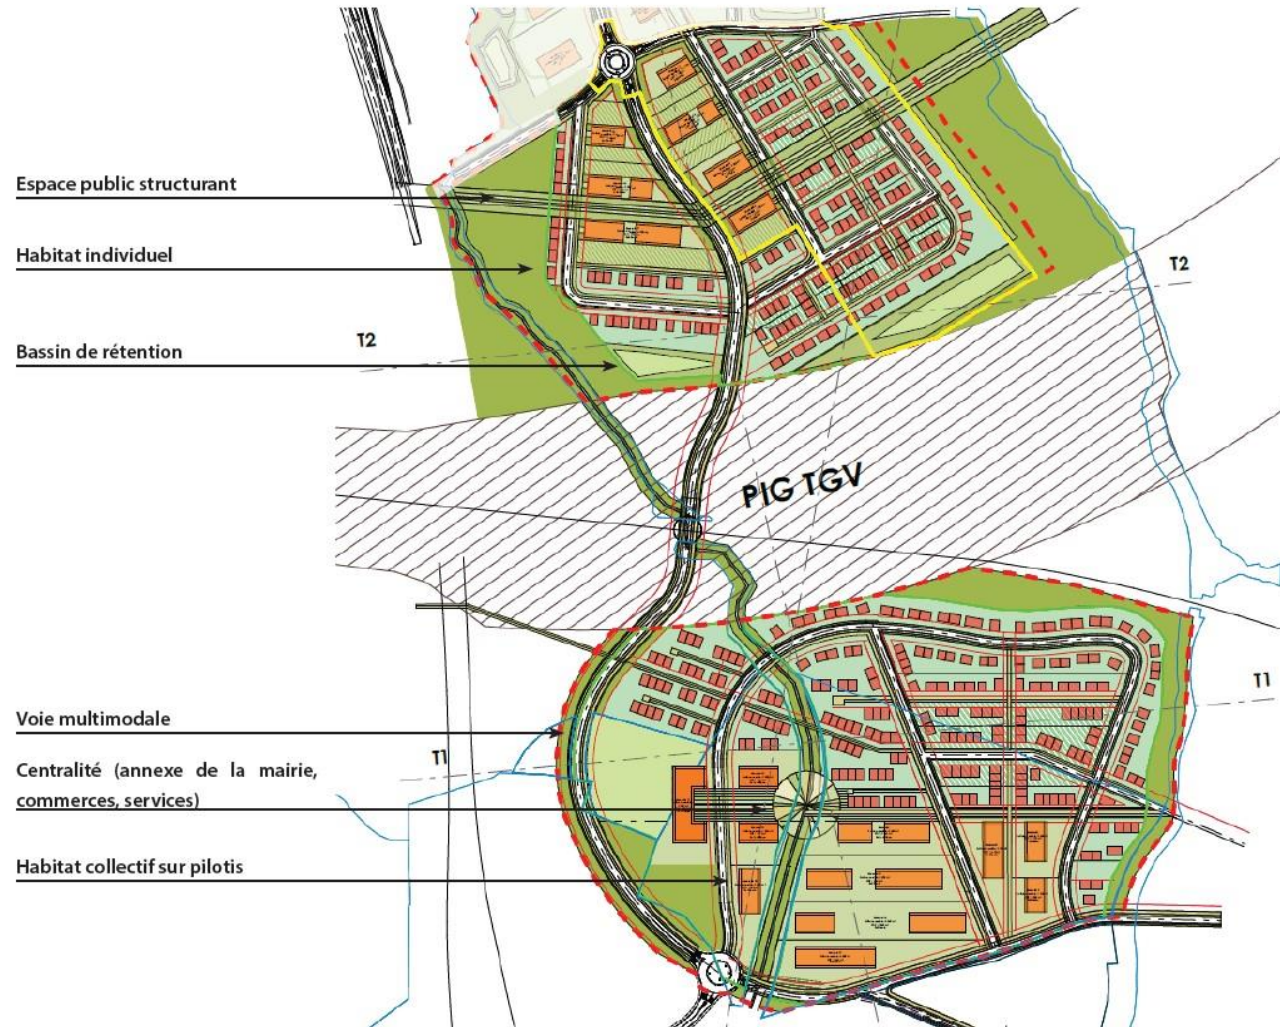 Espace public structurant
Habitat individuel
T2
T2
Bassin de rétention
PIG TGV
T1
Voie multimodale
T1
Centralité (annexe de la mairie,
commerces, services)
Habitat collectif sur pilotis